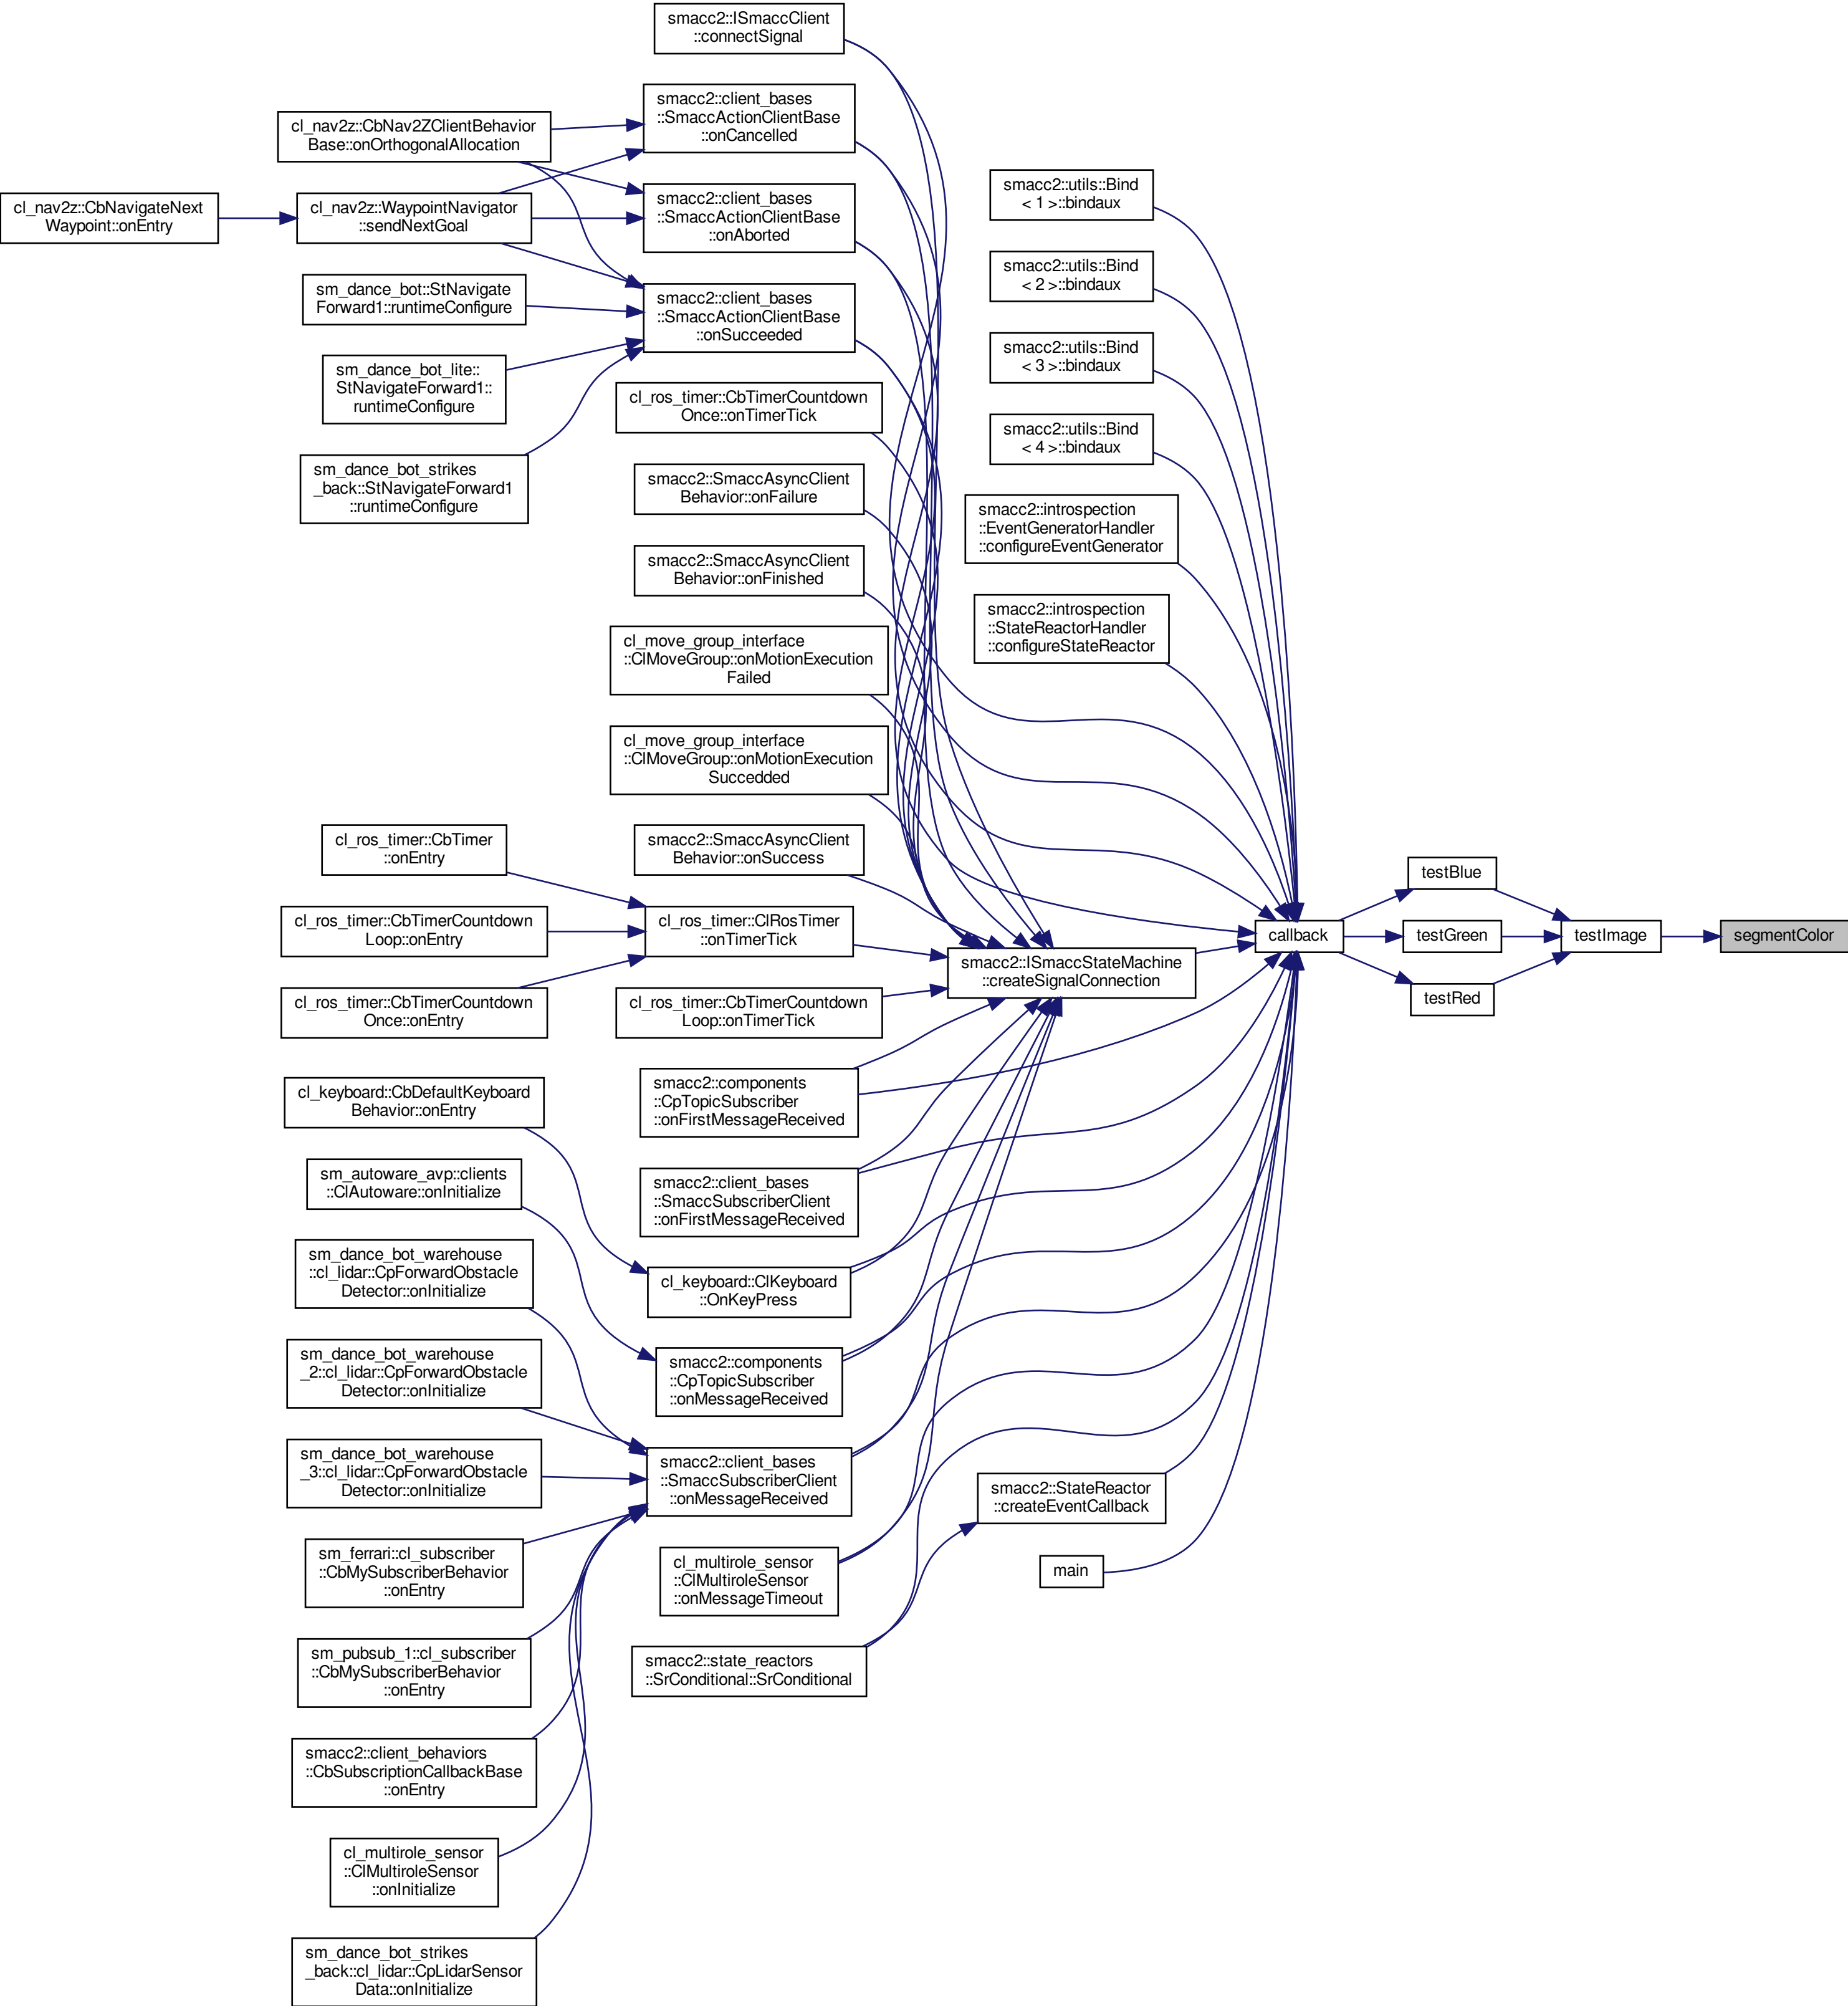 smacc2::ISmaccClient
::connectSignal
smacc2::client_bases
::SmaccActionClientBase
::onCancelled
cl_nav2z::CbNav2ZClientBehavior
Base::onOrthogonalAllocation
smacc2::client_bases
::SmaccActionClientBase
::onAborted
cl_nav2z::CbNavigateNext
Waypoint::onEntry
cl_nav2z::WaypointNavigator
::sendNextGoal
smacc2::utils::Bind
< 1 >::bindaux
smacc2::utils::Bind
< 2 >::bindaux
smacc2::utils::Bind
< 3 >::bindaux
smacc2::utils::Bind
< 4 >::bindaux
sm_dance_bot::StNavigate
Forward1::runtimeConfigure
smacc2::client_bases
::SmaccActionClientBase
::onSucceeded
sm_dance_bot_lite::
StNavigateForward1::
runtimeConfigure
cl_ros_timer::CbTimerCountdown
Once::onTimerTick
sm_dance_bot_strikes
_back::StNavigateForward1
::runtimeConfigure
smacc2::SmaccAsyncClient
Behavior::onFailure
smacc2::introspection
::EventGeneratorHandler
::configureEventGenerator
smacc2::SmaccAsyncClient
Behavior::onFinished
smacc2::introspection
::StateReactorHandler
::configureStateReactor
cl_move_group_interface
::ClMoveGroup::onMotionExecution
Failed
cl_move_group_interface
::ClMoveGroup::onMotionExecution
Succedded
cl_ros_timer::CbTimer
::onEntry
smacc2::SmaccAsyncClient
Behavior::onSuccess
cl_ros_timer::CbTimerCountdown
Loop::onEntry
cl_ros_timer::ClRosTimer
::onTimerTick
cl_ros_timer::CbTimerCountdown
Once::onEntry
cl_ros_timer::CbTimerCountdown
Loop::onTimerTick
smacc2::ISmaccStateMachine
::createSignalConnection
callback
testBlue
testGreen
testRed
testImage
segmentColor
cl_keyboard::CbDefaultKeyboard
Behavior::onEntry
smacc2::components
::CpTopicSubscriber
::onFirstMessageReceived
sm_autoware_avp::clients
::ClAutoware::onInitialize
smacc2::client_bases
::SmaccSubscriberClient
::onFirstMessageReceived
sm_dance_bot_warehouse
::cl_lidar::CpForwardObstacle
Detector::onInitialize
cl_keyboard::ClKeyboard
::OnKeyPress
sm_dance_bot_warehouse
_2::cl_lidar::CpForwardObstacle
Detector::onInitialize
smacc2::components
::CpTopicSubscriber
::onMessageReceived
sm_dance_bot_warehouse
_3::cl_lidar::CpForwardObstacle
Detector::onInitialize
smacc2::client_bases
::SmaccSubscriberClient
::onMessageReceived
smacc2::StateReactor
::createEventCallback
sm_ferrari::cl_subscriber
::CbMySubscriberBehavior
::onEntry
cl_multirole_sensor
::ClMultiroleSensor
::onMessageTimeout
main
sm_pubsub_1::cl_subscriber
::CbMySubscriberBehavior
::onEntry
smacc2::state_reactors
::SrConditional::SrConditional
smacc2::client_behaviors
::CbSubscriptionCallbackBase
::onEntry
cl_multirole_sensor
::ClMultiroleSensor
::onInitialize
sm_dance_bot_strikes
_back::cl_lidar::CpLidarSensor
Data::onInitialize